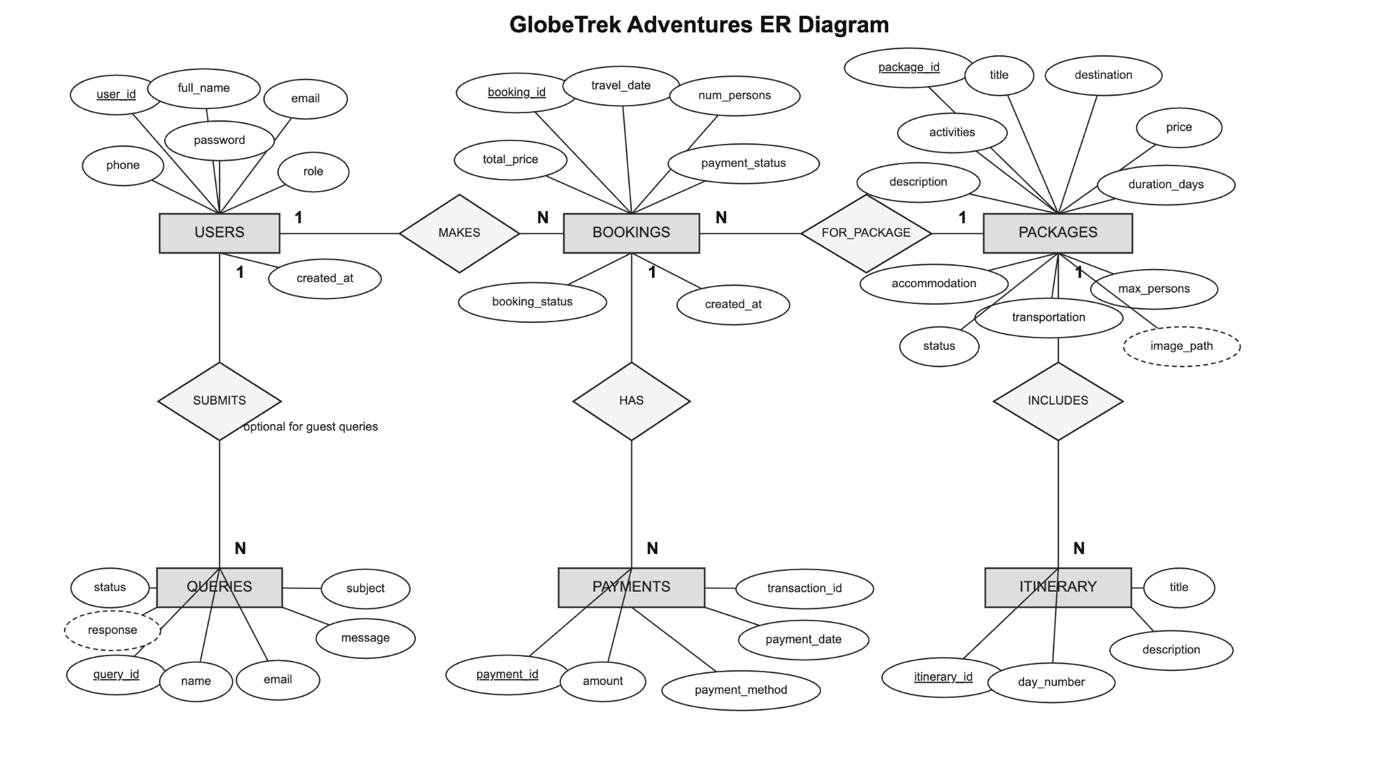 GlobeTrek Adventures ER Diagram
user_id
full_name
email
password
phone
role
booking_id
travel_date
num_persons
total_price
payment_status
package_id
title
destination
activities
price
description
duration_days
USERS
1
MAKES
N
BOOKINGS
N
FOR_PACKAGE
1
PACKAGES
1
created_at
1
booking_status
created_at
1
accommodation
max_persons
transportation
status
image_path
SUBMITS
optional for guest queries
HAS
INCLUDES
N
N
N
status
QUERIES
subject
response
message
query_id
name
email
PAYMENTS
transaction_id
payment_date
payment_id
amount
payment_method
ITINERARY
title
description
itinerary_id
day_number